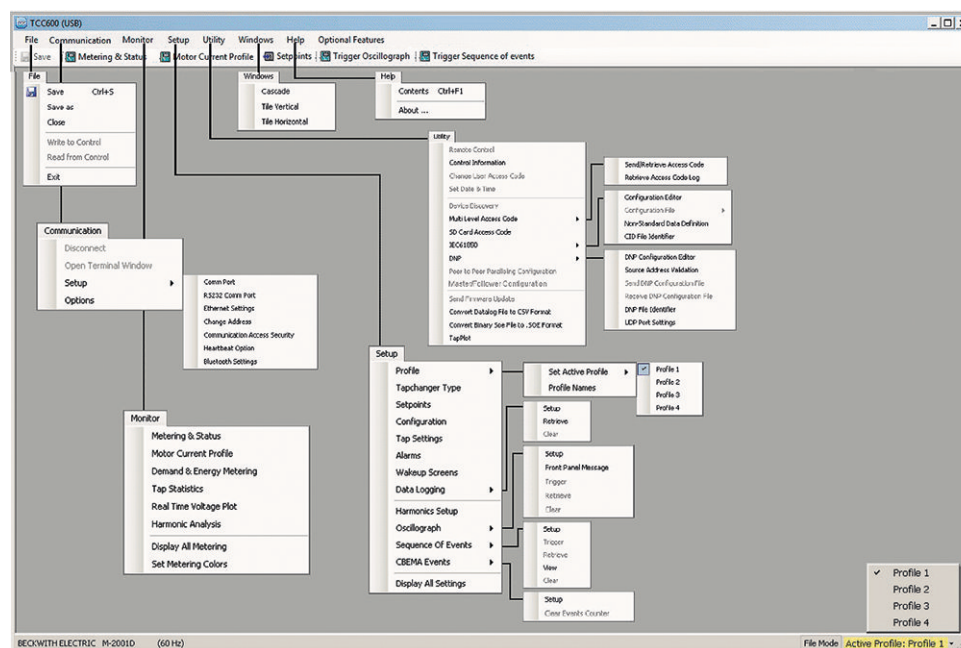 TCC600 (USB)
File Communication Monitor Setup Utility Windows Help Optional Features
Save Metering & Status Motor Current Profile Setpoints Trigger Oscillograph Trigger Sequence of events
File
Save Ctrl+S
Save as
Close
Write to Control
Read from Control
Exit
Windows
Cascade
Tile Vertical
Tile Horizontal
Help
Contents Ctrl+F1
About ...
Utility
Remote Control
Control Information
Change User Access Code
Set Date & Time
Device Discovery
Multi Level Access Code
SD Card Access Code
IEC61850
DNP
Peer to Peer Paralleling Configuration
Master/Follower Configuration
Send Firmware Update
Convert Datalog File to CSV Format
Convert Binary Soe File to .SOE Format
TapPlot
Send/Retrieve Access Code
Retrieve Access Code Log
Configuration Editor
Configuration File
Non-Standard Data Definition
CID File Identifier
DNP Configuration Editor
Source Address Validation
Send DNP Configuration File
Receive DNP Configuration File
DNP File Identifier
UDP Port Settings
Communication
Disconnect
Open Terminal Window
Setup
Options
Comm Port
RS232 Comm Port
Ethernet Settings
Change Address
Communication Access Security
Heartbeat Option
Bluetooth Settings
Setup
Profile
Tapchanger Type
Setpoints
Configuration
Tap Settings
Alarms
Wakeup Screens
Data Logging
Harmonics Setup
Oscillograph
Sequence Of Events
CBEMA Events
Display All Settings
Set Active Profile
Profile Names
Profile 1
Profile 2
Profile 3
Profile 4
Setup
Retrieve
Clear
Setup
Front Panel Message
Trigger
Retrieve
Clear
Setup
Trigger
Retrieve
View
Clear
Setup
Clear Events Counter
Monitor
Metering & Status
Motor Current Profile
Demand & Energy Metering
Tap Statistics
Real Time Voltage Plot
Harmonic Analysis
Display All Metering
Set Metering Colors
Profile 1
Profile 2
Profile 3
Profile 4
BECKWITH ELECTRIC M-2001D (60 Hz) File Mode Active Profile: Profile 1